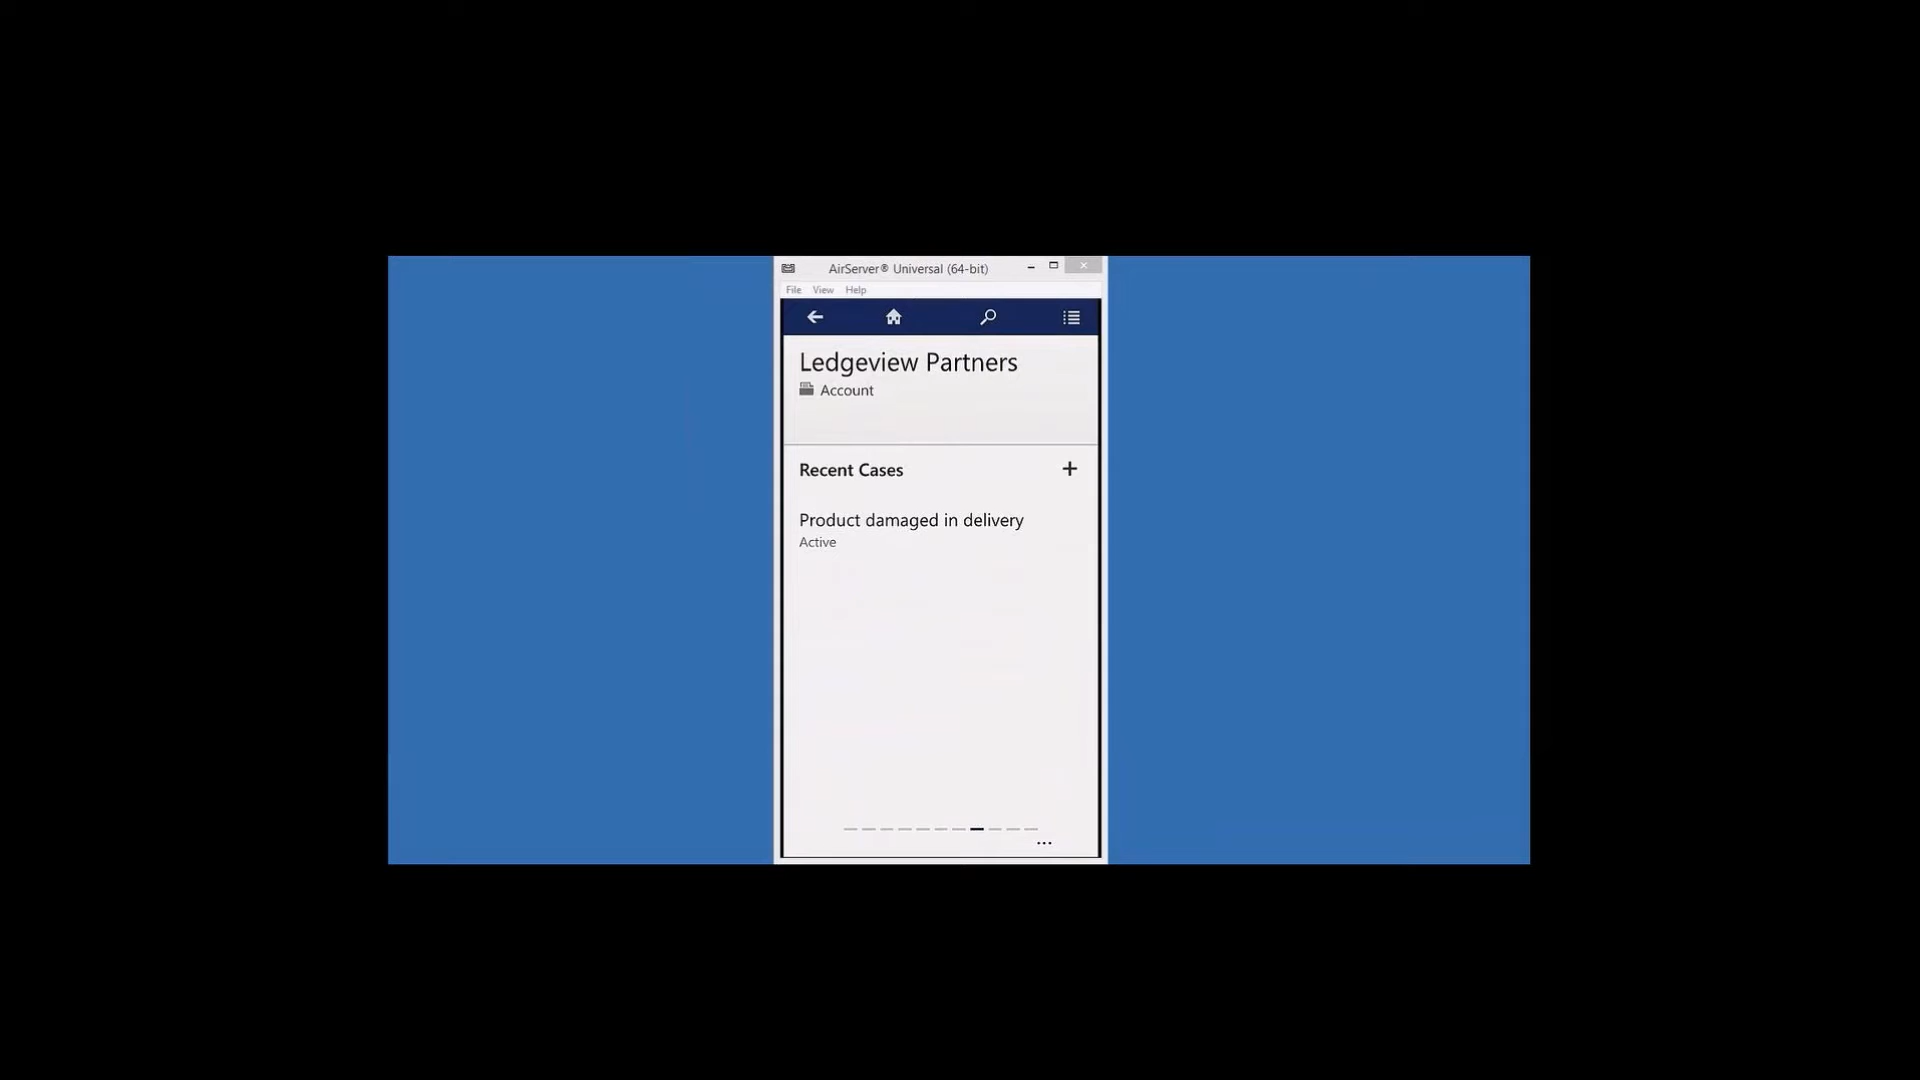 AirServer® Universal (64-bit)
File View Help
Ledgeview Partners
Account
Recent Cases
Product damaged in delivery
Active